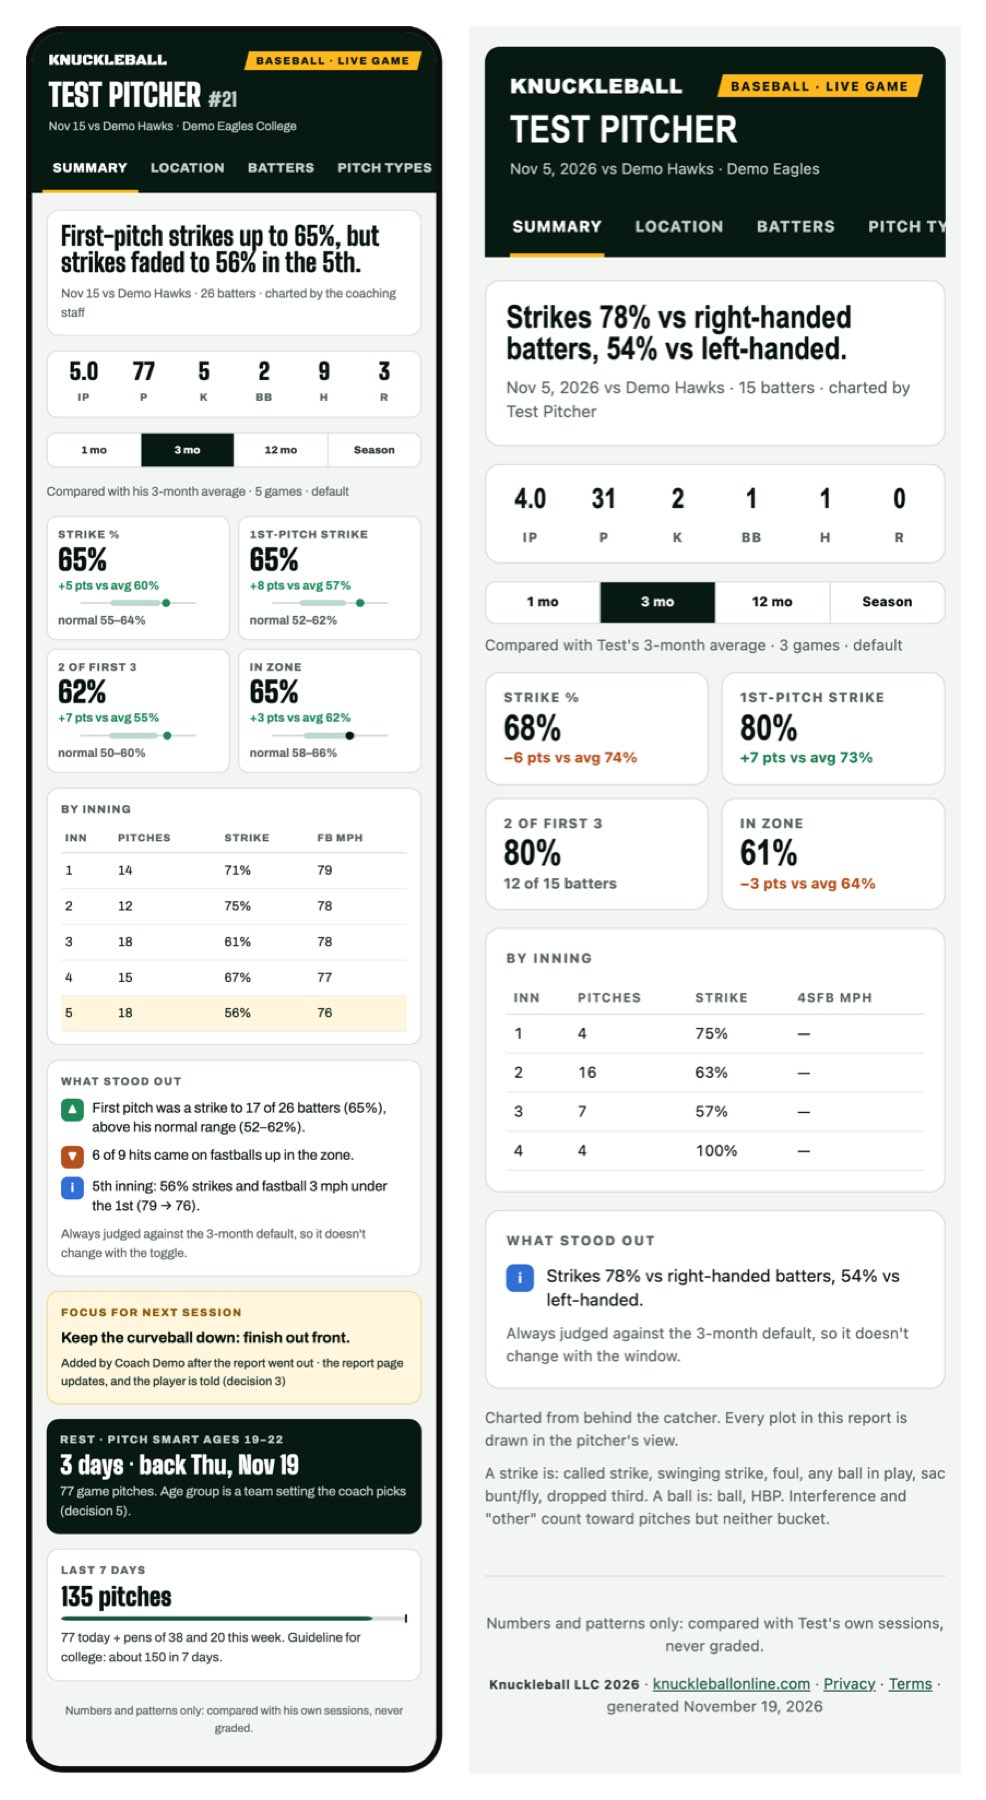 KNUCKLEBALL
BASEBALL · LIVE GAME
TEST PITCHER #21
Nov 15 vs Demo Hawks · Demo Eagles College
SUMMARY LOCATION BATTERS PITCH TYPES
First-pitch strikes up to 65%, but
strikes faded to 56% in the 5th.
Nov 15 vs Demo Hawks · 26 batters · charted by the coaching
staff
5.0 77 5 2 9 3
IP P K BB H R
1 mo 3 mo 12 mo Season
Compared with his 3-month average · 5 games · default
STRIKE %
65%
+5 pts vs avg 60%
normal 55–64%
1ST-PITCH STRIKE
65%
+8 pts vs avg 57%
normal 52–62%
2 OF FIRST 3
62%
+7 pts vs avg 55%
normal 50–60%
IN ZONE
65%
+3 pts vs avg 62%
normal 58–66%
BY INNING
INN PITCHES STRIKE FB MPH
1 14 71% 79
2 12 75% 78
3 18 61% 78
4 15 67% 77
5 18 56% 76
WHAT STOOD OUT
▲ First pitch was a strike to 17 of 26 batters (65%),
above his normal range (52–62%).
▼ 6 of 9 hits came on fastballs up in the zone.
i 5th inning: 56% strikes and fastball 3 mph under
the 1st (79 → 76).
Always judged against the 3-month default, so it doesn't
change with the toggle.
FOCUS FOR NEXT SESSION
Keep the curveball down: finish out front.
Added by Coach Demo after the report went out · the report page
updates, and the player is told (decision 3)
REST · PITCH SMART AGES 19–22
3 days · back Thu, Nov 19
77 game pitches. Age group is a team setting the coach picks
(decision 5).
LAST 7 DAYS
135 pitches
77 today + pens of 38 and 20 this week. Guideline for
college: about 150 in 7 days.
Numbers and patterns only: compared with his own sessions, never
graded.
KNUCKLEBALL
BASEBALL · LIVE GAME
TEST PITCHER
Nov 5, 2026 vs Demo Hawks · Demo Eagles
SUMMARY LOCATION BATTERS PITCH TY
Strikes 78% vs right-handed
batters, 54% vs left-handed.
Nov 5, 2026 vs Demo Hawks · 15 batters · charted by
Test Pitcher
4.0 31 2 1 1 0
IP P K BB H R
1 mo 3 mo 12 mo Season
Compared with Test's 3-month average · 3 games · default
STRIKE %
68%
−6 pts vs avg 74%
1ST-PITCH STRIKE
80%
+7 pts vs avg 73%
2 OF FIRST 3
80%
12 of 15 batters
IN ZONE
61%
−3 pts vs avg 64%
BY INNING
INN PITCHES STRIKE 4SFB MPH
1 4 75% —
2 16 63% —
3 7 57% —
4 4 100% —
WHAT STOOD OUT
i Strikes 78% vs right-handed batters, 54% vs
left-handed.
Always judged against the 3-month default, so it doesn't
change with the window.
Charted from behind the catcher. Every plot in this report is
drawn in the pitcher's view.
A strike is: called strike, swinging strike, foul, any ball in play, sac
bunt/fly, dropped third. A ball is: ball, HBP. Interference and
"other" count toward pitches but neither bucket.
Numbers and patterns only: compared with Test's own sessions,
never graded.
Knuckleball LLC 2026 · knuckleballonline.com · Privacy · Terms ·
generated November 19, 2026